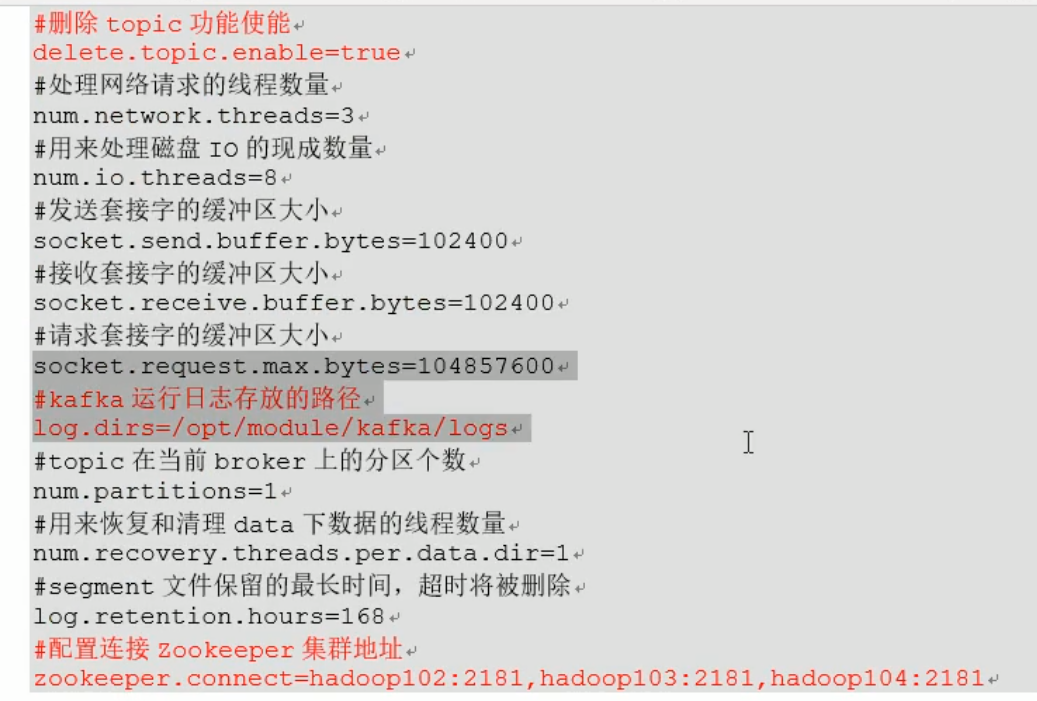 #删除 topic 功能使能
delete.topic.enable=true
#处理网络请求的线程数量
num.network.threads=3
#用来处理磁盘 IO 的现成数量
num.io.threads=8
#发送套接字的缓冲区大小
socket.send.buffer.bytes=102400
#接收套接字的缓冲区大小
socket.receive.buffer.bytes=102400
#请求套接字的缓冲区大小
socket.request.max.bytes=104857600
#kafka 运行日志存放的路径
log.dirs=/opt/module/kafka/logs
#topic 在当前 broker 上的分区个数
num.partitions=1
#用来恢复和清理 data 下数据的线程数量
num.recovery.threads.per.data.dir=1
#segment 文件保留的最长时间，超时将被删除
log.retention.hours=168
#配置连接 Zookeeper 集群地址
zookeeper.connect=hadoop102:2181,hadoop103:2181,hadoop104:2181